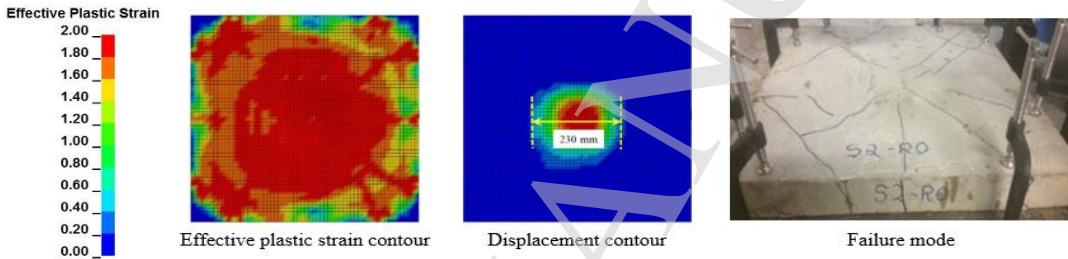 Effective Plastic Strain
2.00
1.80
1.60
1.40
1.20
1.00
0.80
0.60
0.40
0.20
0.00
230 mm
S2-R0
S2-R0
Effective plastic strain contour
Displacement contour
Failure mode